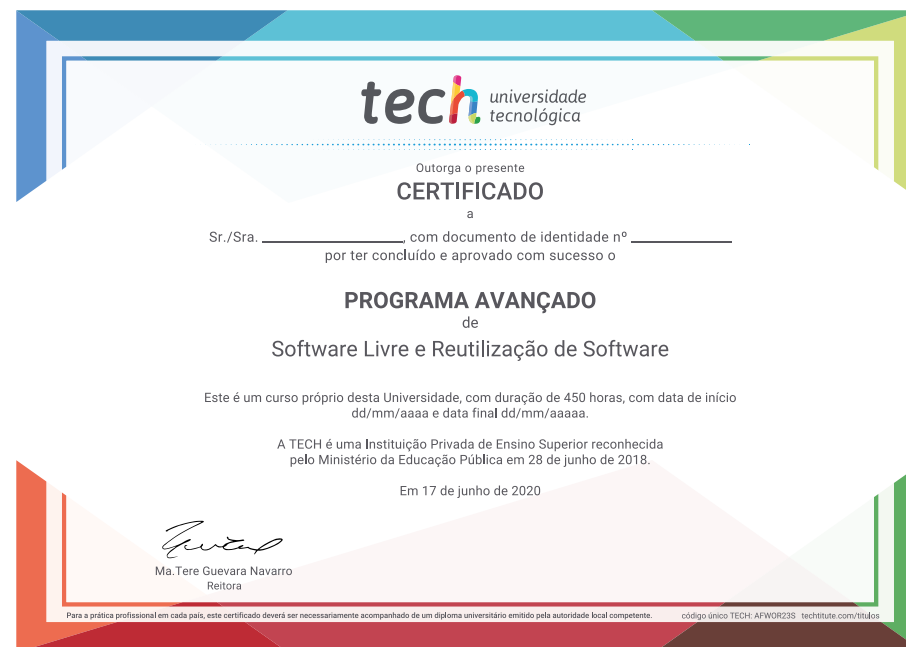 tech universidade
tecnológica
Outorga o presente
CERTIFICADO
a
Sr./Sra. ____________, com documento de identidade nº ____________
por ter concluído e aprovado com sucesso o
PROGRAMA AVANÇADO
de
Software Livre e Reutilização de Software
Este é um curso próprio desta Universidade, com duração de 450 horas, com data de início
dd/mm/aaaa e data final dd/mm/aaaaa.
A TECH é uma Instituição Privada de Ensino Superior reconhecida
pelo Ministério da Educação Pública em 28 de junho de 2018.
Em 17 de junho de 2020
Ma.Tere Guevara Navarro
Reitora
Para a prática profissional em cada país, este certificado deverá ser necessariamente acompanhado de um diploma universitário emitido pela autoridade local competente. código único TECH: AFWOR23S techtitute.com/titulos